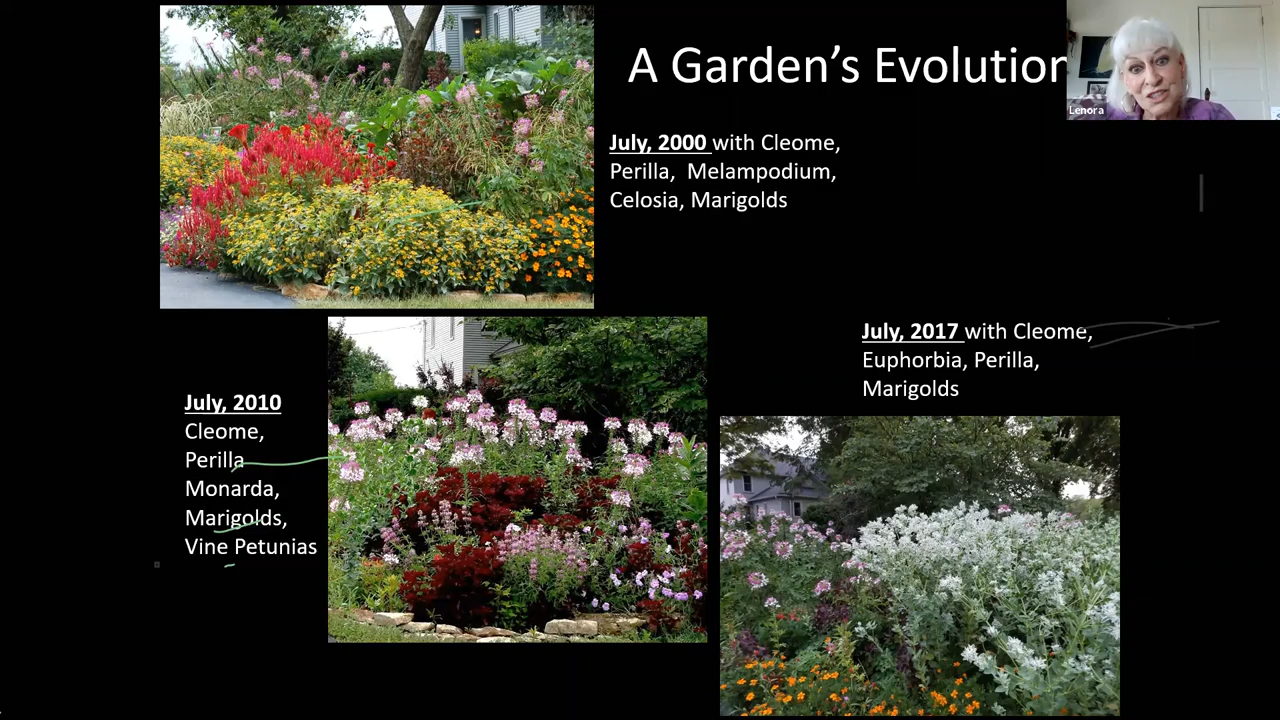 A Garden's Evolution
Lenora
July, 2000 with Cleome,
Perilla, Melampodium,
Celosia, Marigolds
July, 2017 with Cleome,
Euphorbia, Perilla,
Marigolds
July, 2010
Cleome,
Perilla
Monarda,
Marigolds,
Vine Petunias